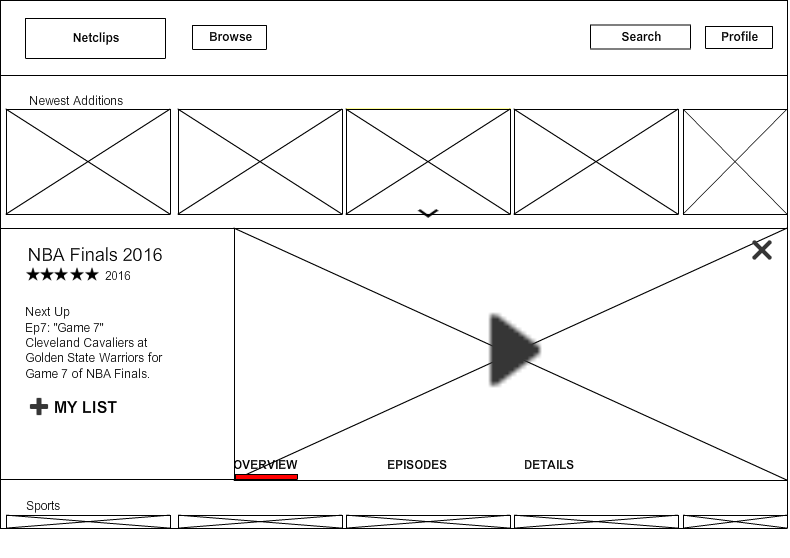 Netclips
Browse
Search
Profile
Newest Additions
NBA Finals 2016
★★★★★ 2016
Next Up
Ep7: "Game 7"
Cleveland Cavaliers at
Golden State Warriors for
Game 7 of NBA Finals.
MY LIST
OVERVIEW
EPISODES
DETAILS
Sports